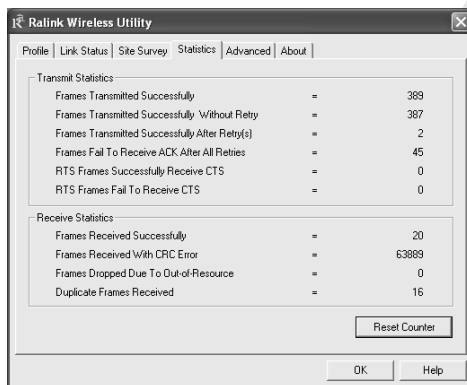 Ralink Wireless Utility
Profile Link Status Site Survey Statistics Advanced About
Transmit Statistics
Frames Transmitted Successfully = 389
Frames Transmitted Successfully Without Retry = 387
Frames Transmitted Successfully After Retry(s) = 2
Frames Fail To Receive ACK After All Retries = 45
RTS Frames Successfully Receive CTS = 0
RTS Frames Fail To Receive CTS = 0
Receive Statistics
Frames Received Successfully = 20
Frames Received With CRC Error = 63889
Frames Dropped Due To Out-of-Resource = 0
Duplicate Frames Received = 16
Reset Counter
OK Help